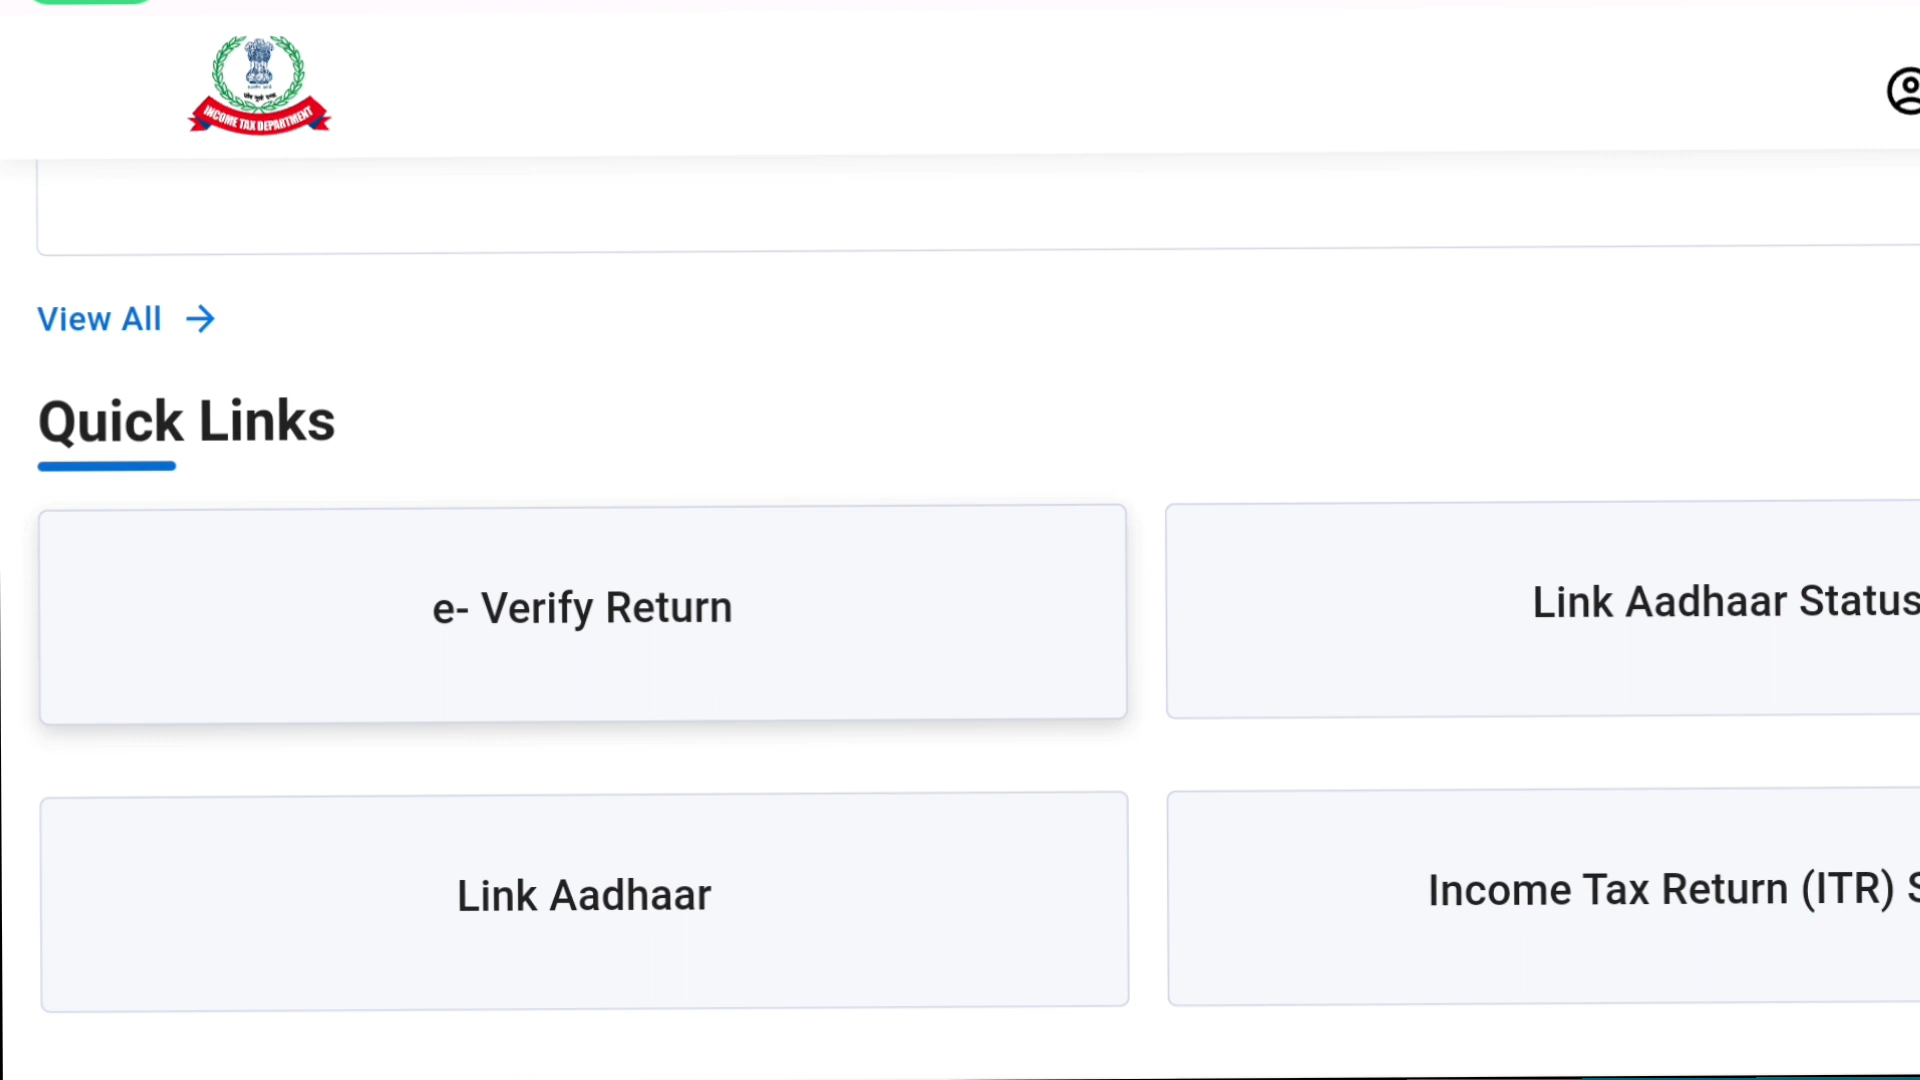 INCOME TAX DEPARTMENT
View All
Quick Links
e- Verify Return
Link Aadhaar Status
Link Aadhaar
Income Tax Return (ITR) S